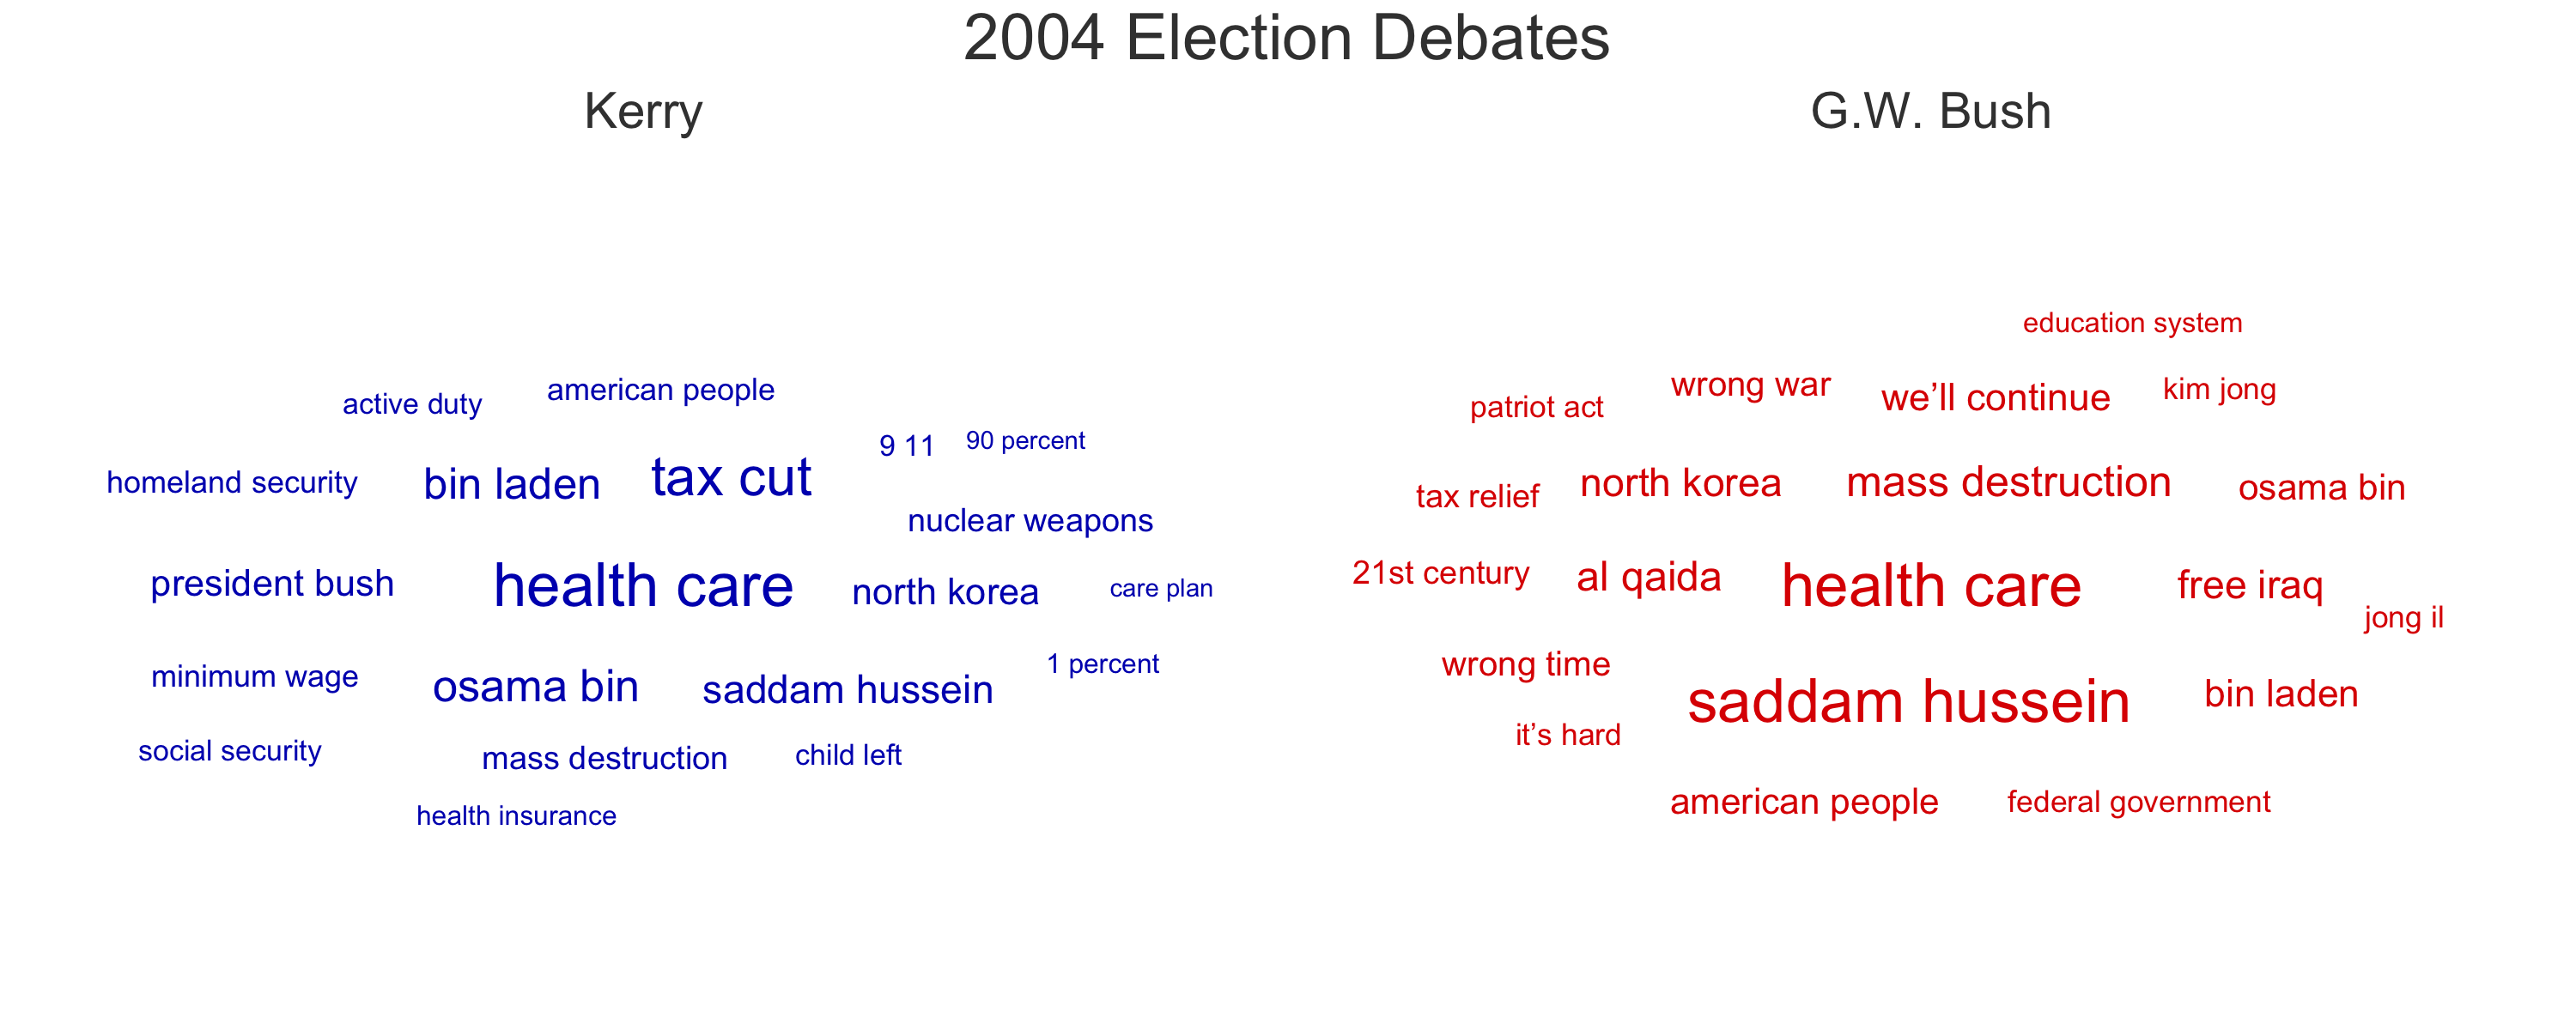 2004 Election Debates
Kerry
active duty
american people
9 11
90 percent
homeland security
bin laden
tax cut
nuclear weapons
president bush
health care
north korea
care plan
minimum wage
osama bin
saddam hussein
1 percent
social security
mass destruction
child left
health insurance
G.W. Bush
education system
patriot act
wrong war
we’ll continue
kim jong
tax relief
north korea
mass destruction
osama bin
21st century
al qaida
health care
free iraq
jong il
wrong time
saddam hussein
bin laden
it’s hard
american people
federal government